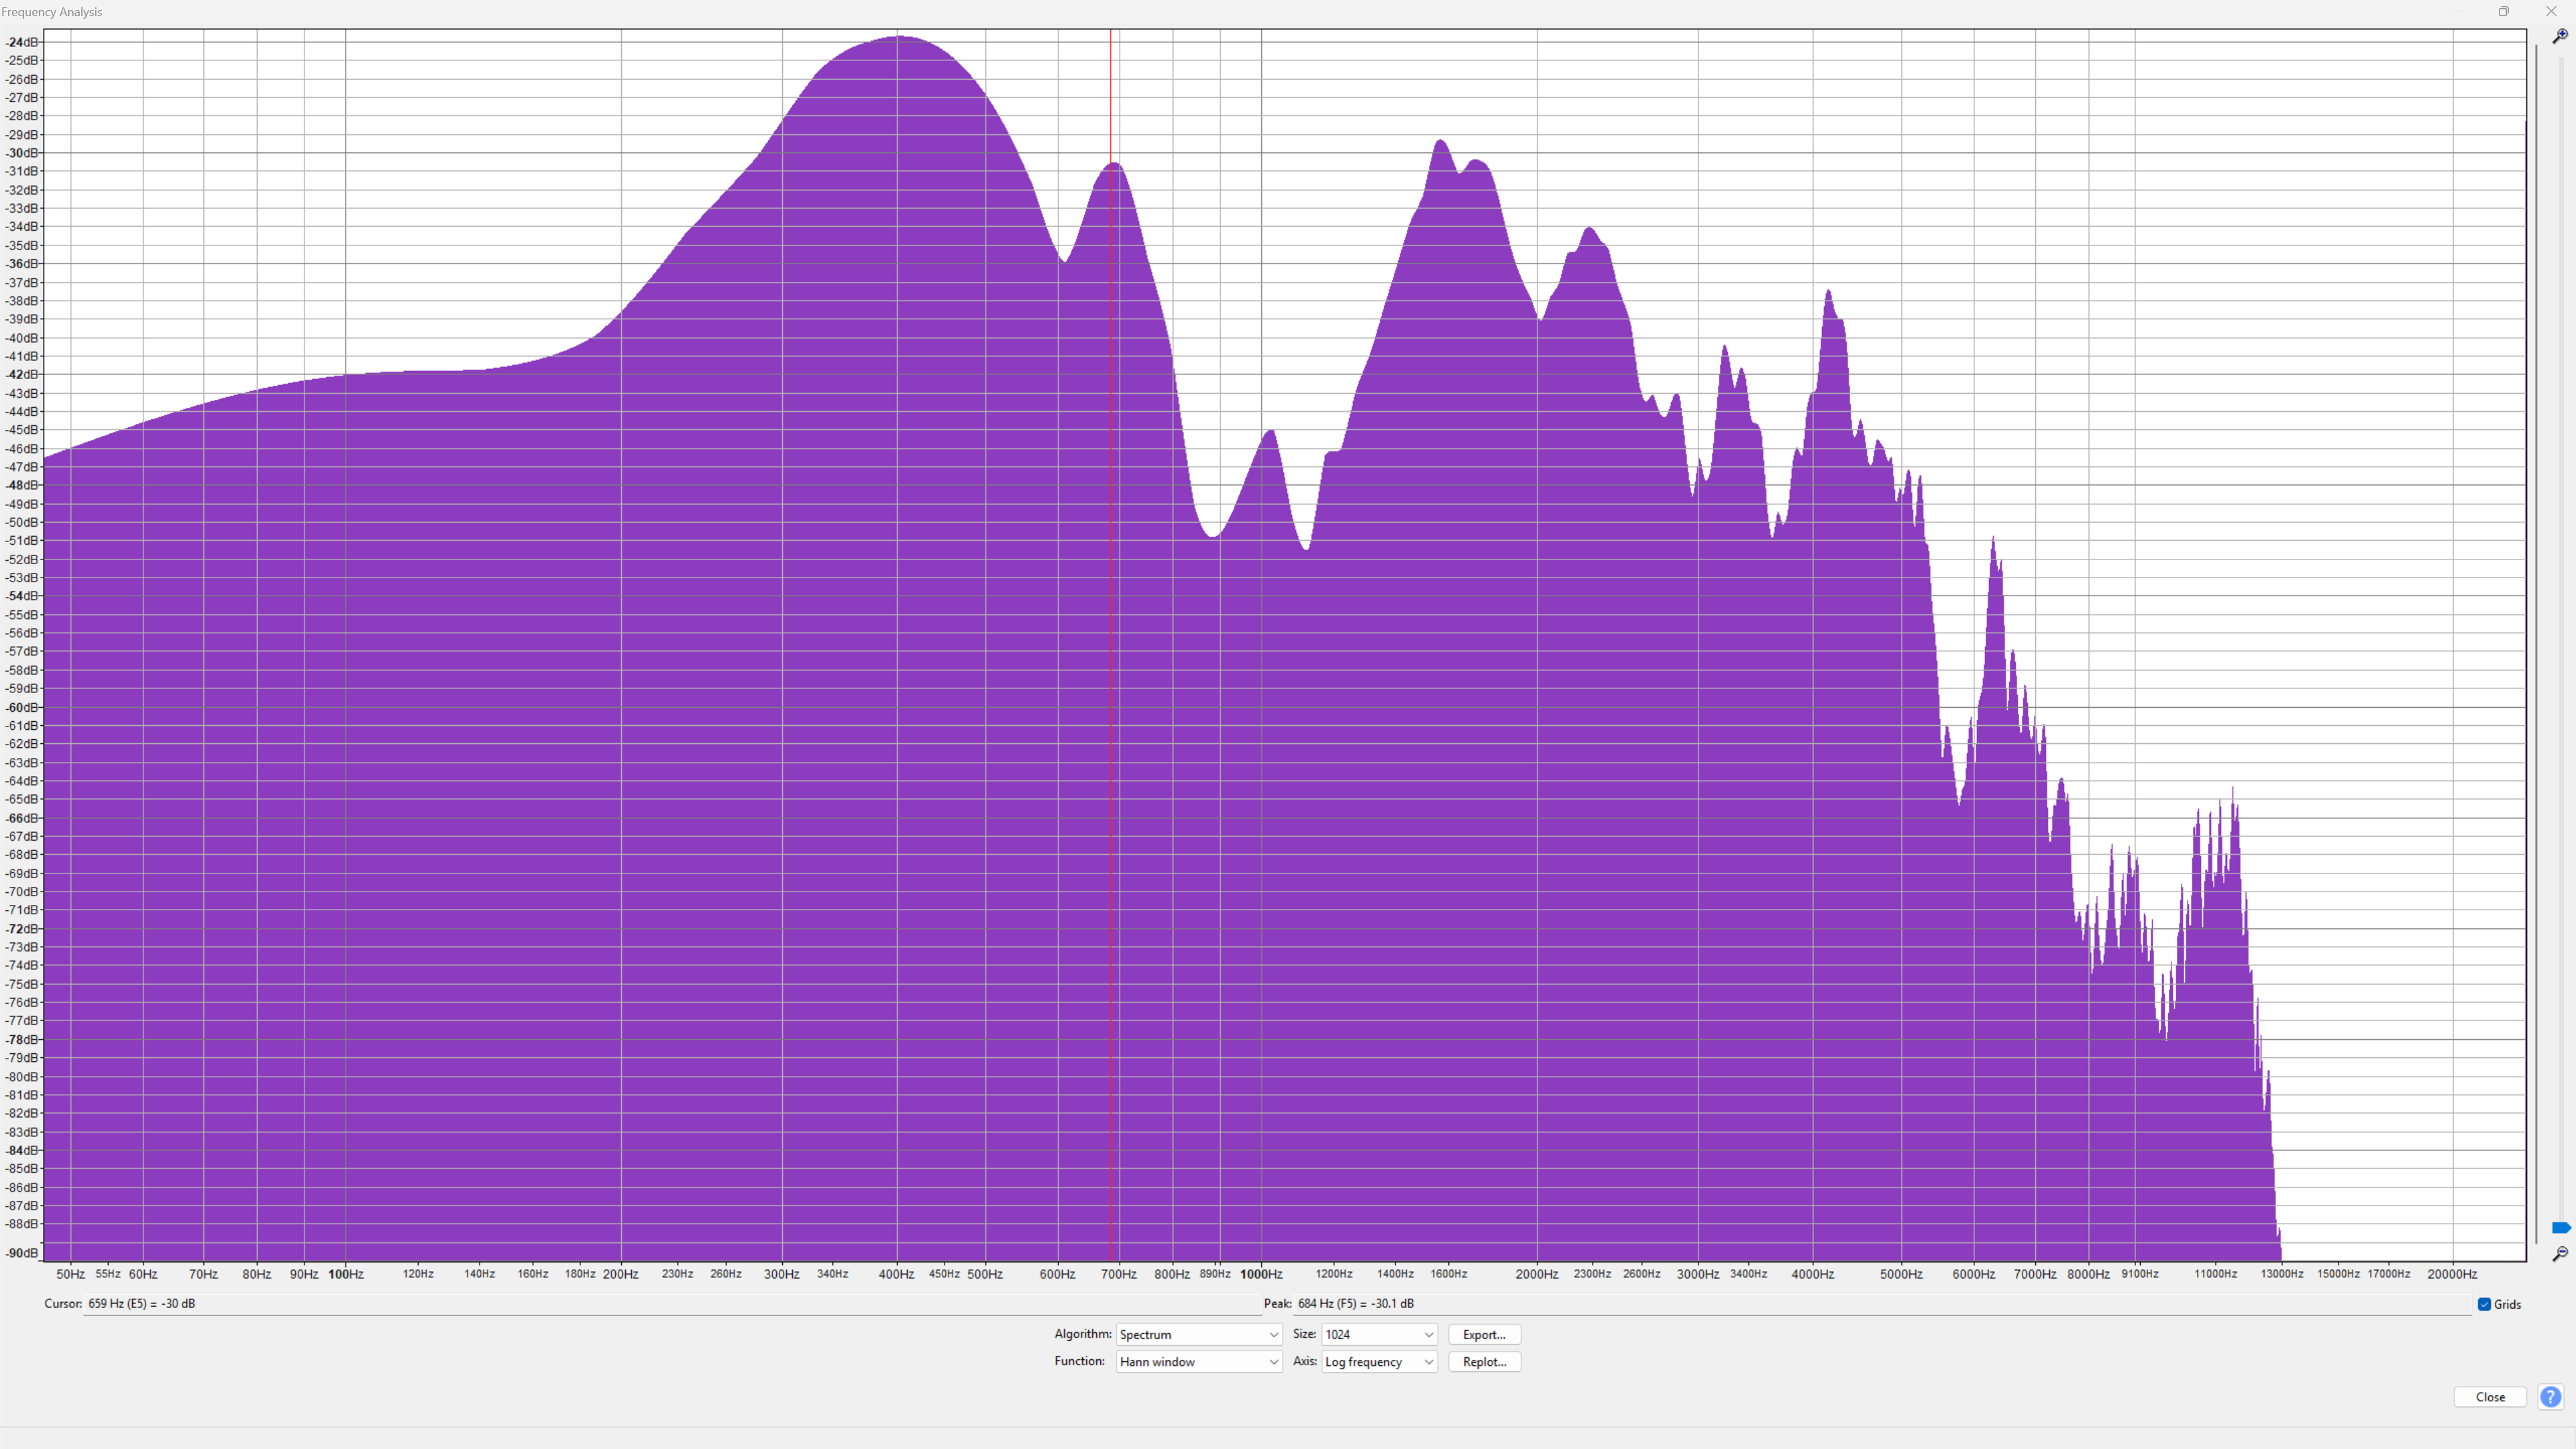 Frequency Analysis
-24dB
-25dB
-26dB
-27dB
-28dB
-29dB
-30dB
-31dB
-32dB
-33dB
-34dB
-35dB
-36dB
-37dB
-38dB
-39dB
-40dB
-41dB
-42dB
-43dB
-44dB
-45dB
-46dB
-47dB
-48dB
-49dB
-50dB
-51dB
-52dB
-53dB
-54dB
-55dB
-56dB
-57dB
-58dB
-59dB
-60dB
-61dB
-62dB
-63dB
-64dB
-65dB
-66dB
-67dB
-68dB
-69dB
-70dB
-71dB
-72dB
-73dB
-74dB
-75dB
-76dB
-77dB
-78dB
-79dB
-80dB
-81dB
-82dB
-83dB
-84dB
-85dB
-86dB
-87dB
-88dB
-90dB
50Hz 55Hz 60Hz 70Hz 80Hz 90Hz 100Hz 120Hz 140Hz 160Hz 180Hz 200Hz 230Hz 260Hz 300Hz 340Hz 400Hz 450Hz 500Hz 600Hz 700Hz 800Hz 890Hz 1000Hz 1200Hz 1400Hz 1600Hz 2000Hz 2300Hz 2600Hz 3000Hz 3400Hz 4000Hz 5000Hz 6000Hz 7000Hz 8000Hz 9100Hz 11000Hz 13000Hz 15000Hz 17000Hz 20000Hz
Cursor: 659 Hz (E5) = -30 dB Peak: 684 Hz (F5) = -30.1 dB Grids
Algorithm: Spectrum Size: 1024 Export...
Function: Hann window Axis: Log frequency Replot...
Close ?